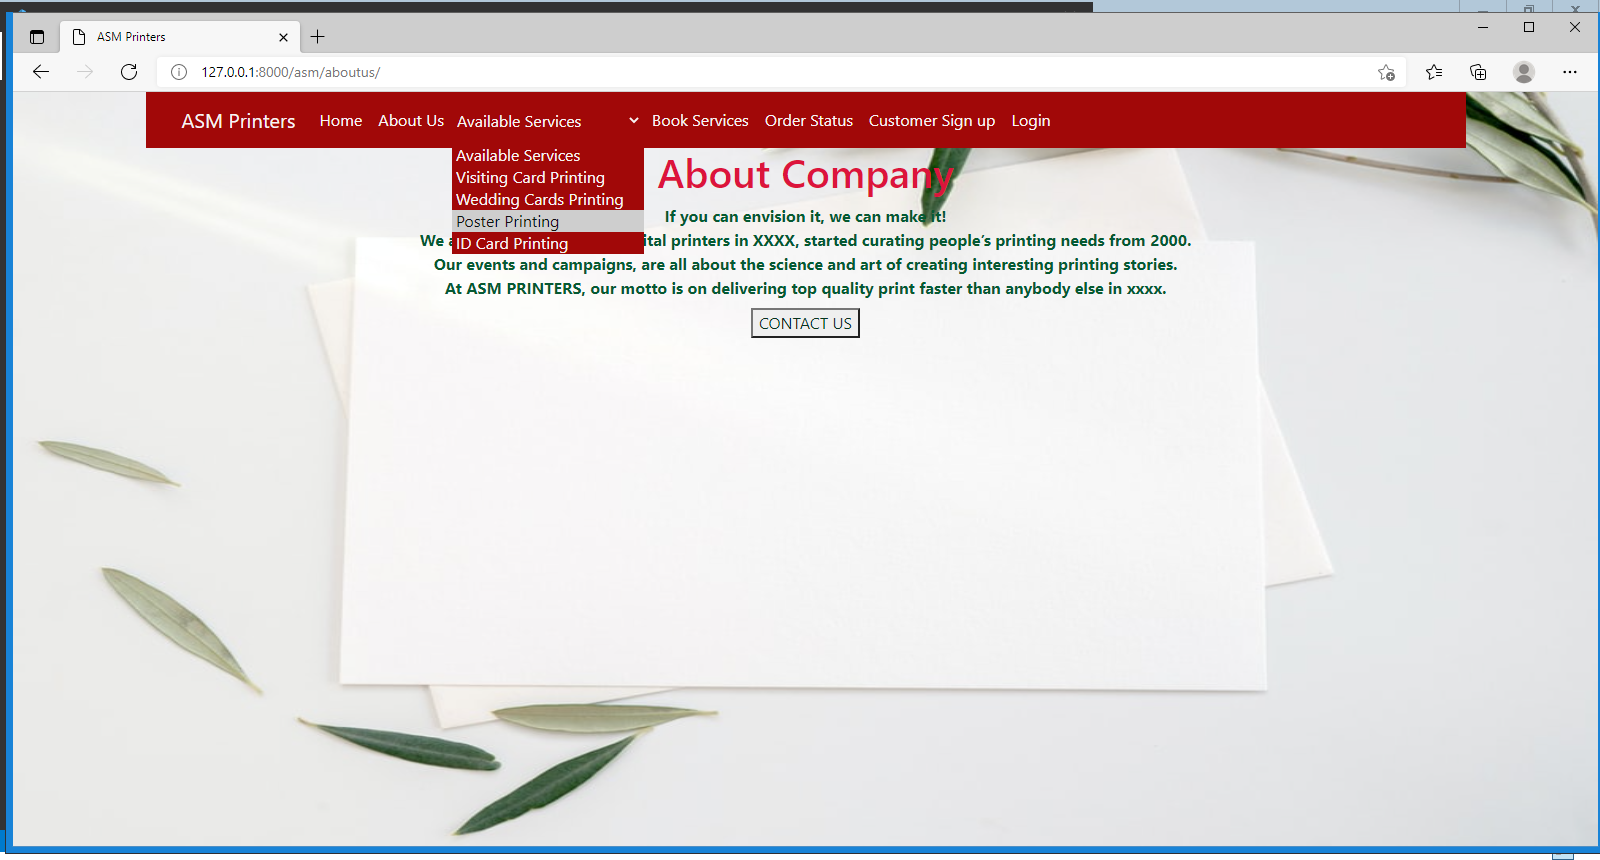 ASM Printers
127.0.0.1:8000/asm/aboutus/
ASM Printers Home About Us Available Services Book Services Order Status Customer Sign up Login
Available Services
Visiting Card Printing
Wedding Cards Printing
Poster Printing
ID Card Printing
About Company
If you can envision it, we can make it!
We printers in XXXX, started curating people’s printing needs from 2000.
Our events and campaigns, are all about the science and art of creating interesting printing stories.
At ASM PRINTERS, our motto is on delivering top quality print faster than anybody else in xxxx.
CONTACT US